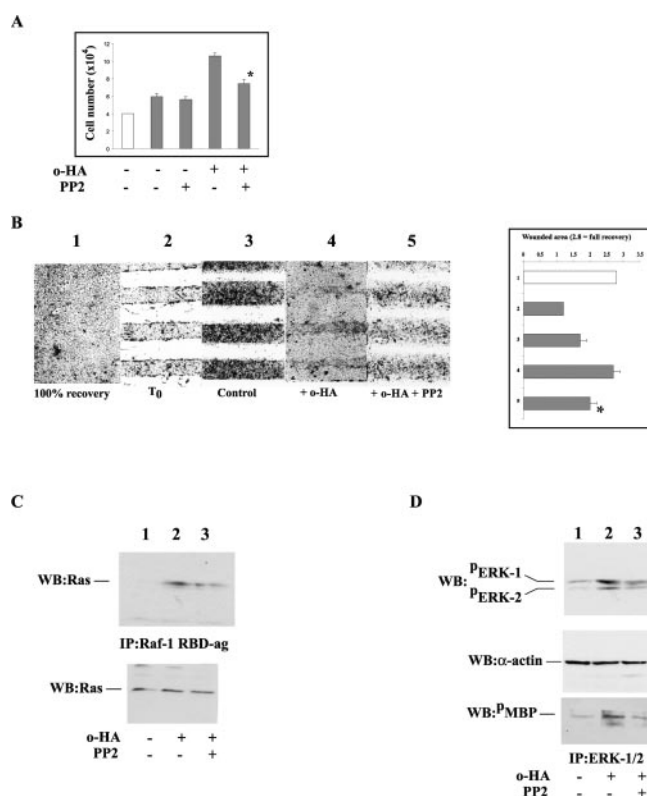 A
Cell number (x10⁴)
12
10
8
6
4
2
0
*
o-HA - - - + +
PP2 - - + - +
B
1 2 3 4 5
100% recovery T0 Control + o-HA + o-HA + PP2
Wounded area (2.8 = full recovery)
0 0.5 1 1.5 2 2.5 3 3.5
1
2
3
4
5
*
C
1 2 3
WB:Ras
IP:Raf-1 RBD-ag
WB:Ras
o-HA - + +
PP2 - - +
D
1 2 3
WB: pERK-1
pERK-2
WB:α-actin
WB:pMBP
IP:ERK-1/2
o-HA - + +
PP2 - - +